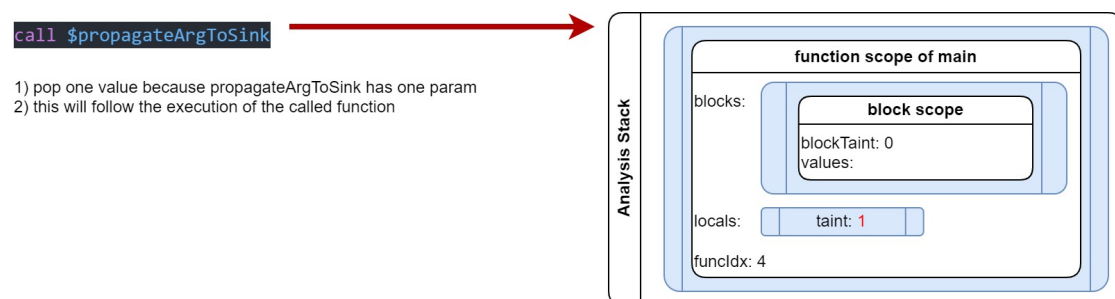 call $propagateArgToSink
1) pop one value because propagateArgToSink has one param
2) this will follow the execution of the called function
Analysis Stack
function scope of main
blocks:
block scope
blockTaint: 0
values:
locals:
taint: 1
funcIdx: 4